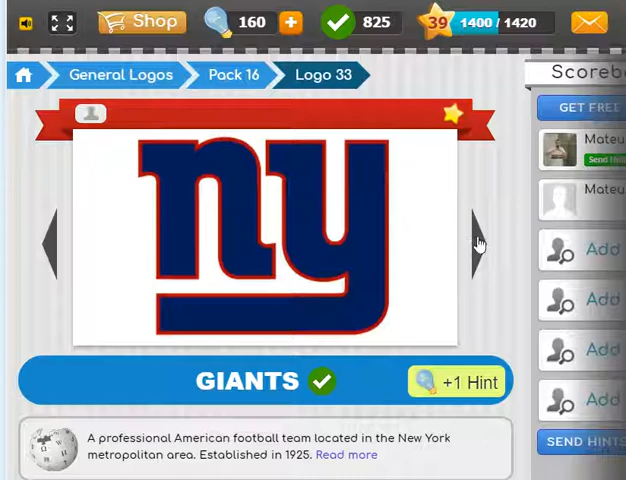 Shop
160
825
39
1400 / 1420
General Logos
Pack 16
Logo 33
Scoreb
GET FREE
Mateu
Send Hin
Mateu
Add
Add
Add
Add
SEND HINTS
ny
GIANTS
+1 Hint
A professional American football team located in the New York
metropolitan area. Established in 1925. Read more